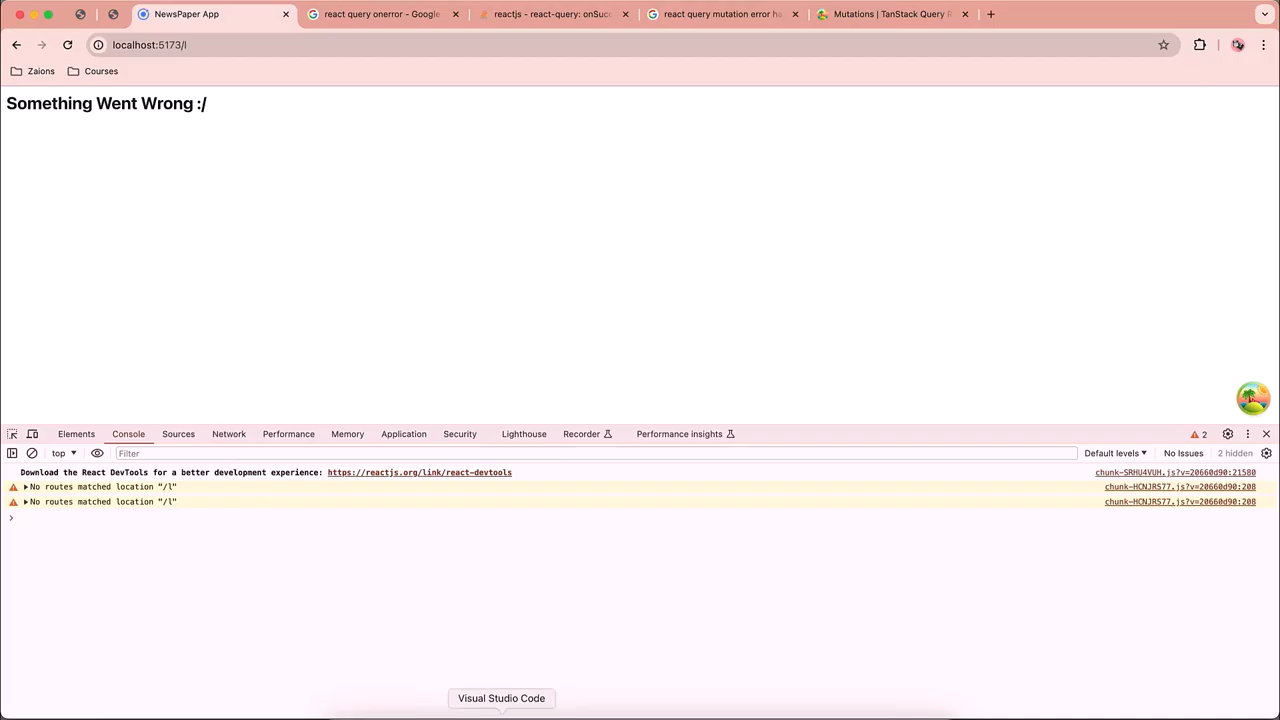 NewsPaper App
react query onerror - Google
reactjs - react-query: onSucc
react query mutation error ha
Mutations | TanStack Query R
localhost:5173/l
Zaions
Courses
Something Went Wrong :/
Elements Console Sources Network Performance Memory Application Security Lighthouse Recorder Performance insights 2
top Filter Default levels No Issues 2 hidden
Download the React DevTools for a better development experience: https://reactjs.org/link/react-devtools chunk-SRHU4VUH.js?v=20660d90:21580
No routes matched location "/l" chunk-HCNJRS77.js?v=20660d90:208
No routes matched location "/l" chunk-HCNJRS77.js?v=20660d90:208
Visual Studio Code